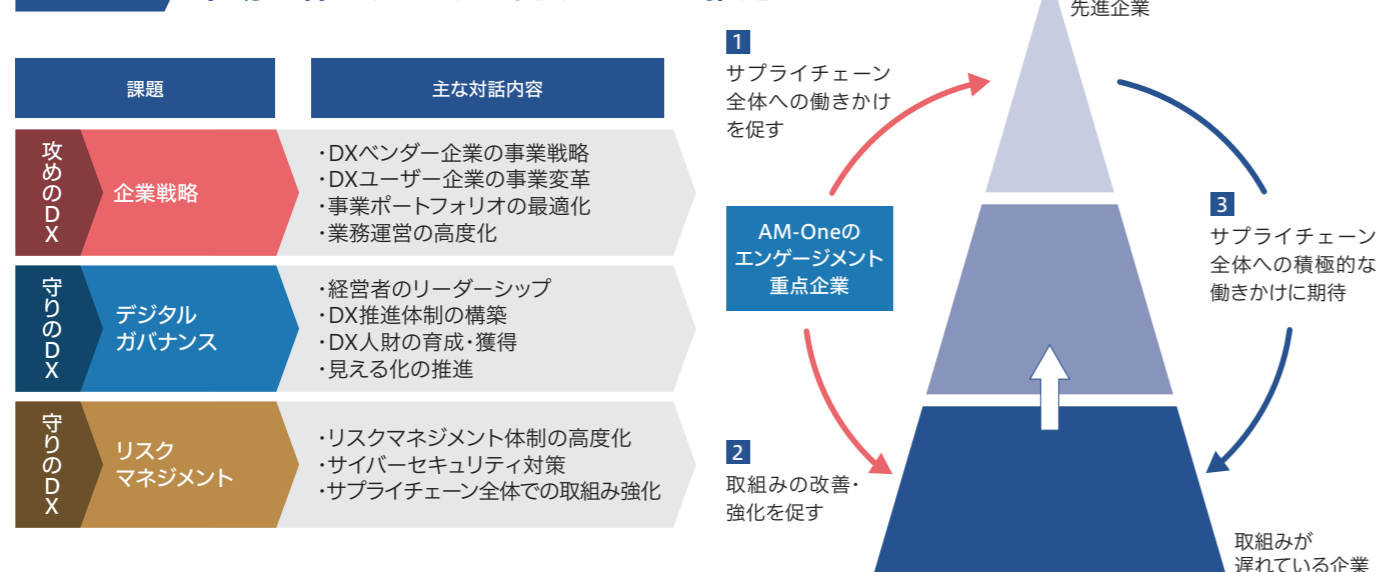 課題
主な対話内容
攻めのDX
企業戦略
・DXベンダー企業の事業戦略
・DXユーザー企業の事業変革
・事業ポートフォリオの最適化
・業務運営の高度化
守りのDX
デジタル
ガバナンス
・経営者のリーダーシップ
・DX推進体制の構築
・DX人財の育成・獲得
・見える化の推進
守りのDX
リスク
マネジメント
・リスクマネジメント体制の高度化
・サイバーセキュリティ対策
・サプライチェーン全体での取組み強化
先進企業
1
サプライチェーン
全体への働きかけ
を促す
AM-Oneの
エンゲージメント
重点企業
2
取組みの改善・
強化を促す
3
サプライチェーン
全体への積極的な
働きかけに期待
取組みが
遅れている企業